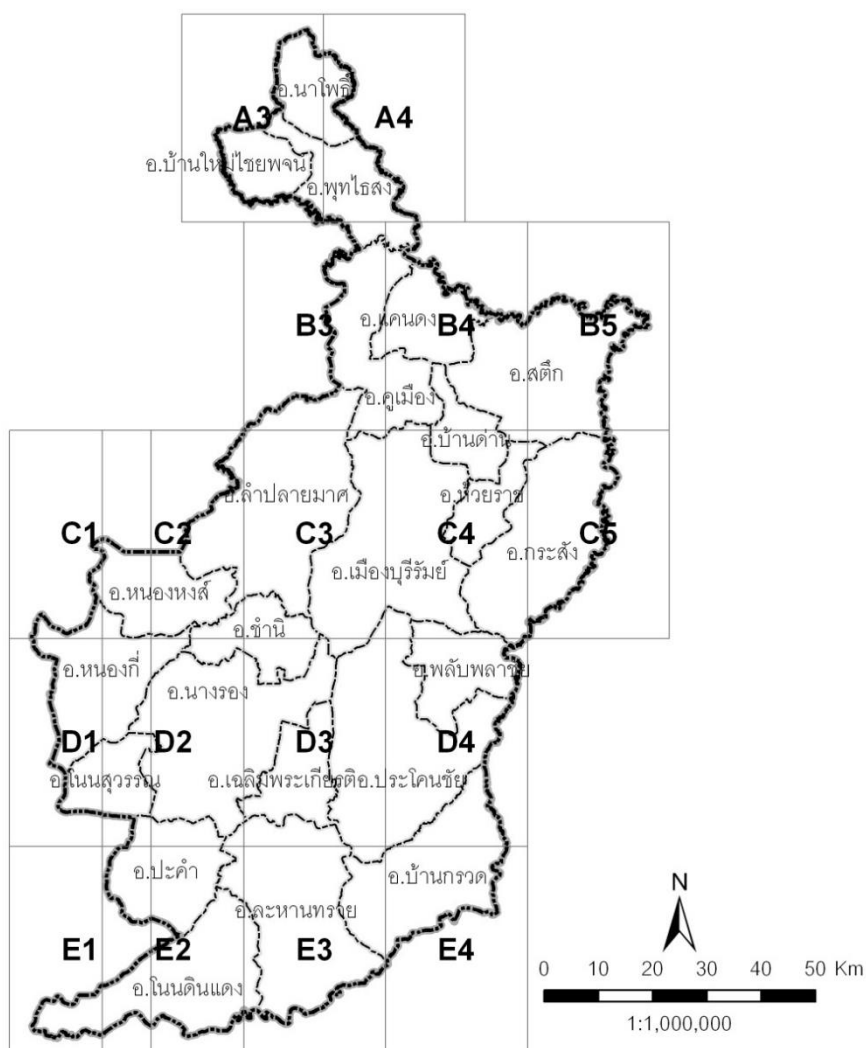 อ.นาโพธิ์
A3
A4
อ.บ้านใหม่ไชยพจน์
อ.พุทไธสง
B3
อ.แคนดง
B4
B5
อ.สตึก
อ.คูเมือง
อ.บ้านด่าน
อ.ลำปลายมาศ
อ.ห้วยราช
C1
C2
C3
C4
C5
อ.กระสัง
อ.เมืองบุรีรัมย์
อ.หนองหงส์
อ.ชำนิ
อ.หนองกี่
อ.พลับพลาชัย
อ.นางรอง
D1
D2
D3
D4
อ.โนนสุวรรณ
อ.เฉลิมพระเกียรติ
อ.ประโคนชัย
อ.ปะคำ
อ.บ้านกรวด
อ.ละหานทราย
N
E1
E2
E3
E4
อ.โนนดินแดง
0 10 20 30 40 50 Km
1:1,000,000